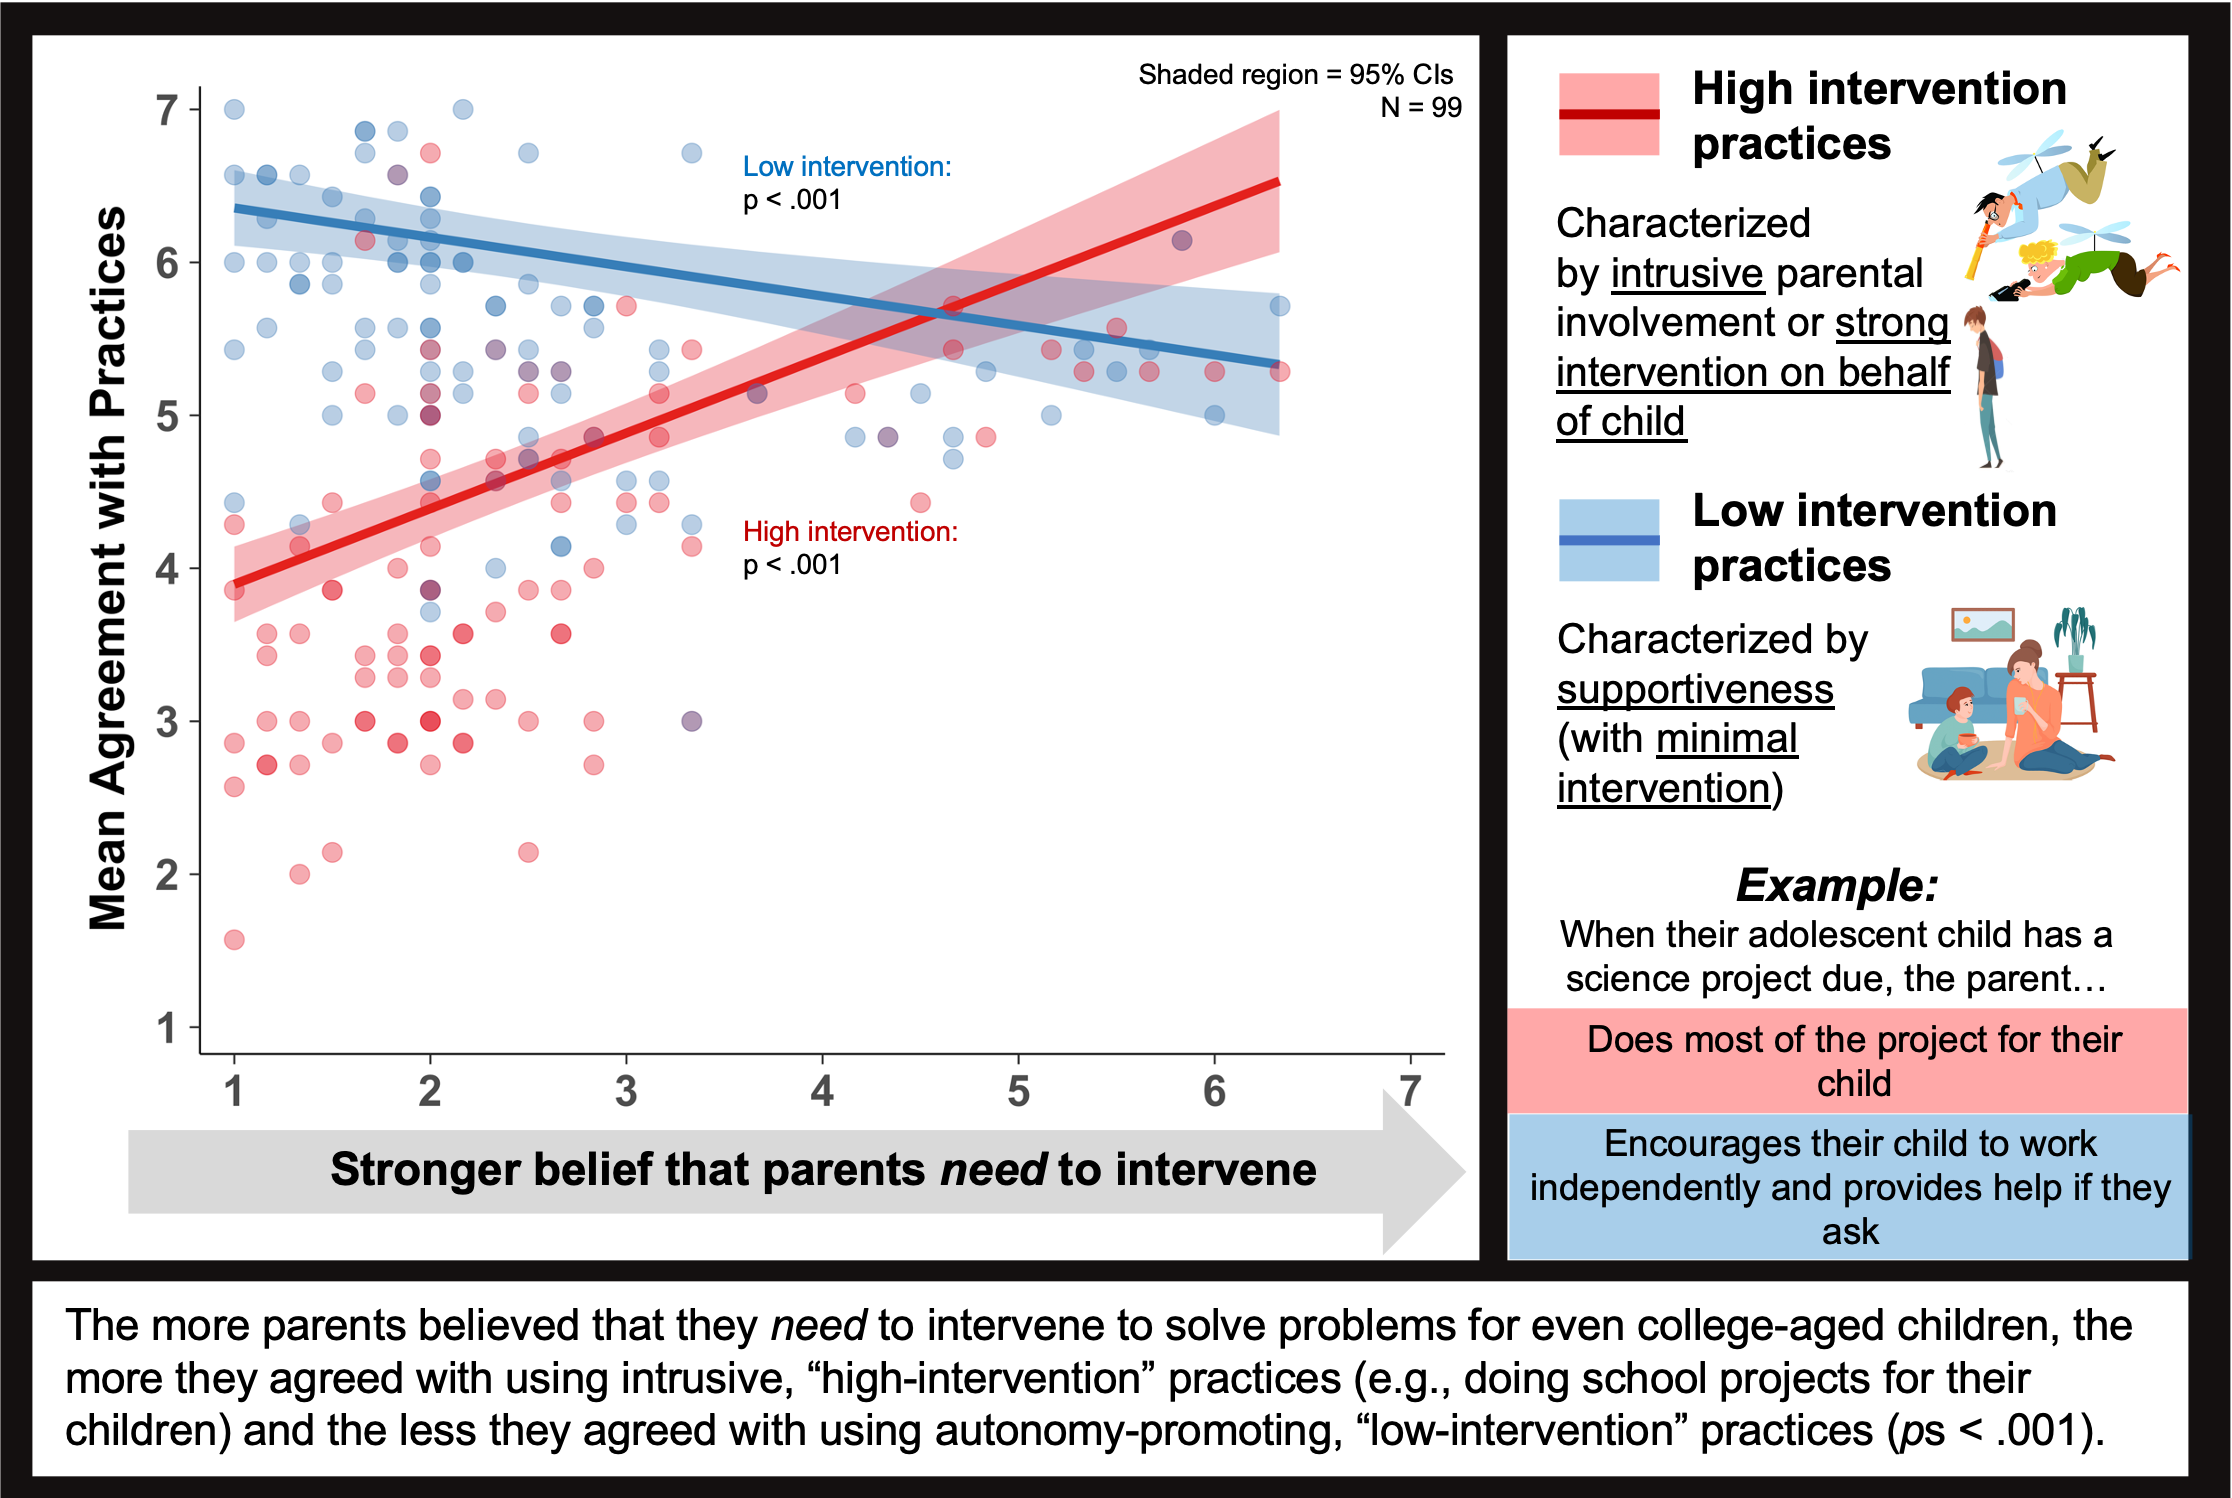 Shaded region = 95% CIs
N = 99
Low intervention:
p < .001
High intervention:
p < .001
Mean Agreement with Practices
7
6
5
4
3
2
1
1 2 3 4 5 6 7
Stronger belief that parents need to intervene
High intervention
practices
Characterized
by intrusive parental
involvement or strong
intervention on behalf
of child
Low intervention
practices
Characterized by
supportiveness
(with minimal
intervention)
Example:
When their adolescent child has a
science project due, the parent…
Does most of the project for their
child
Encourages their child to work
independently and provides help if they
ask
The more parents believed that they need to intervene to solve problems for even college-aged children, the
more they agreed with using intrusive, “high-intervention” practices (e.g., doing school projects for their
children) and the less they agreed with using autonomy-promoting, “low-intervention” practices (ps < .001).